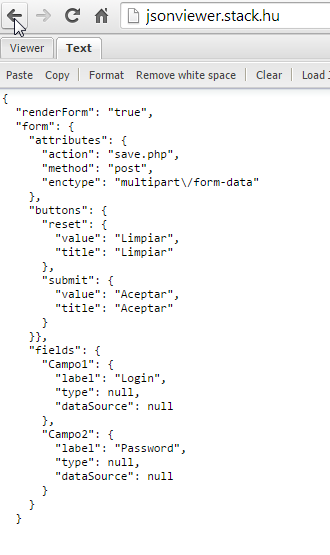 jsonviewer.stack.hu
Viewer Text
Paste Copy Format Remove white space Clear Load
{
  "renderForm": "true",
  "form": {
    "attributes": {
      "action": "save.php",
      "method": "post",
      "enctype": "multipart\/form-data"
    },
    "buttons": {
      "reset": {
        "value": "Limpiar",
        "title": "Limpiar"
      },
      "submit": {
        "value": "Aceptar",
        "title": "Aceptar"
      }
    }},
    "fields": {
      "Campo1": {
        "label": "Login",
        "type": null,
        "dataSource": null
      },
      "Campo2": {
        "label": "Password",
        "type": null,
        "dataSource": null
      }
    }
  }